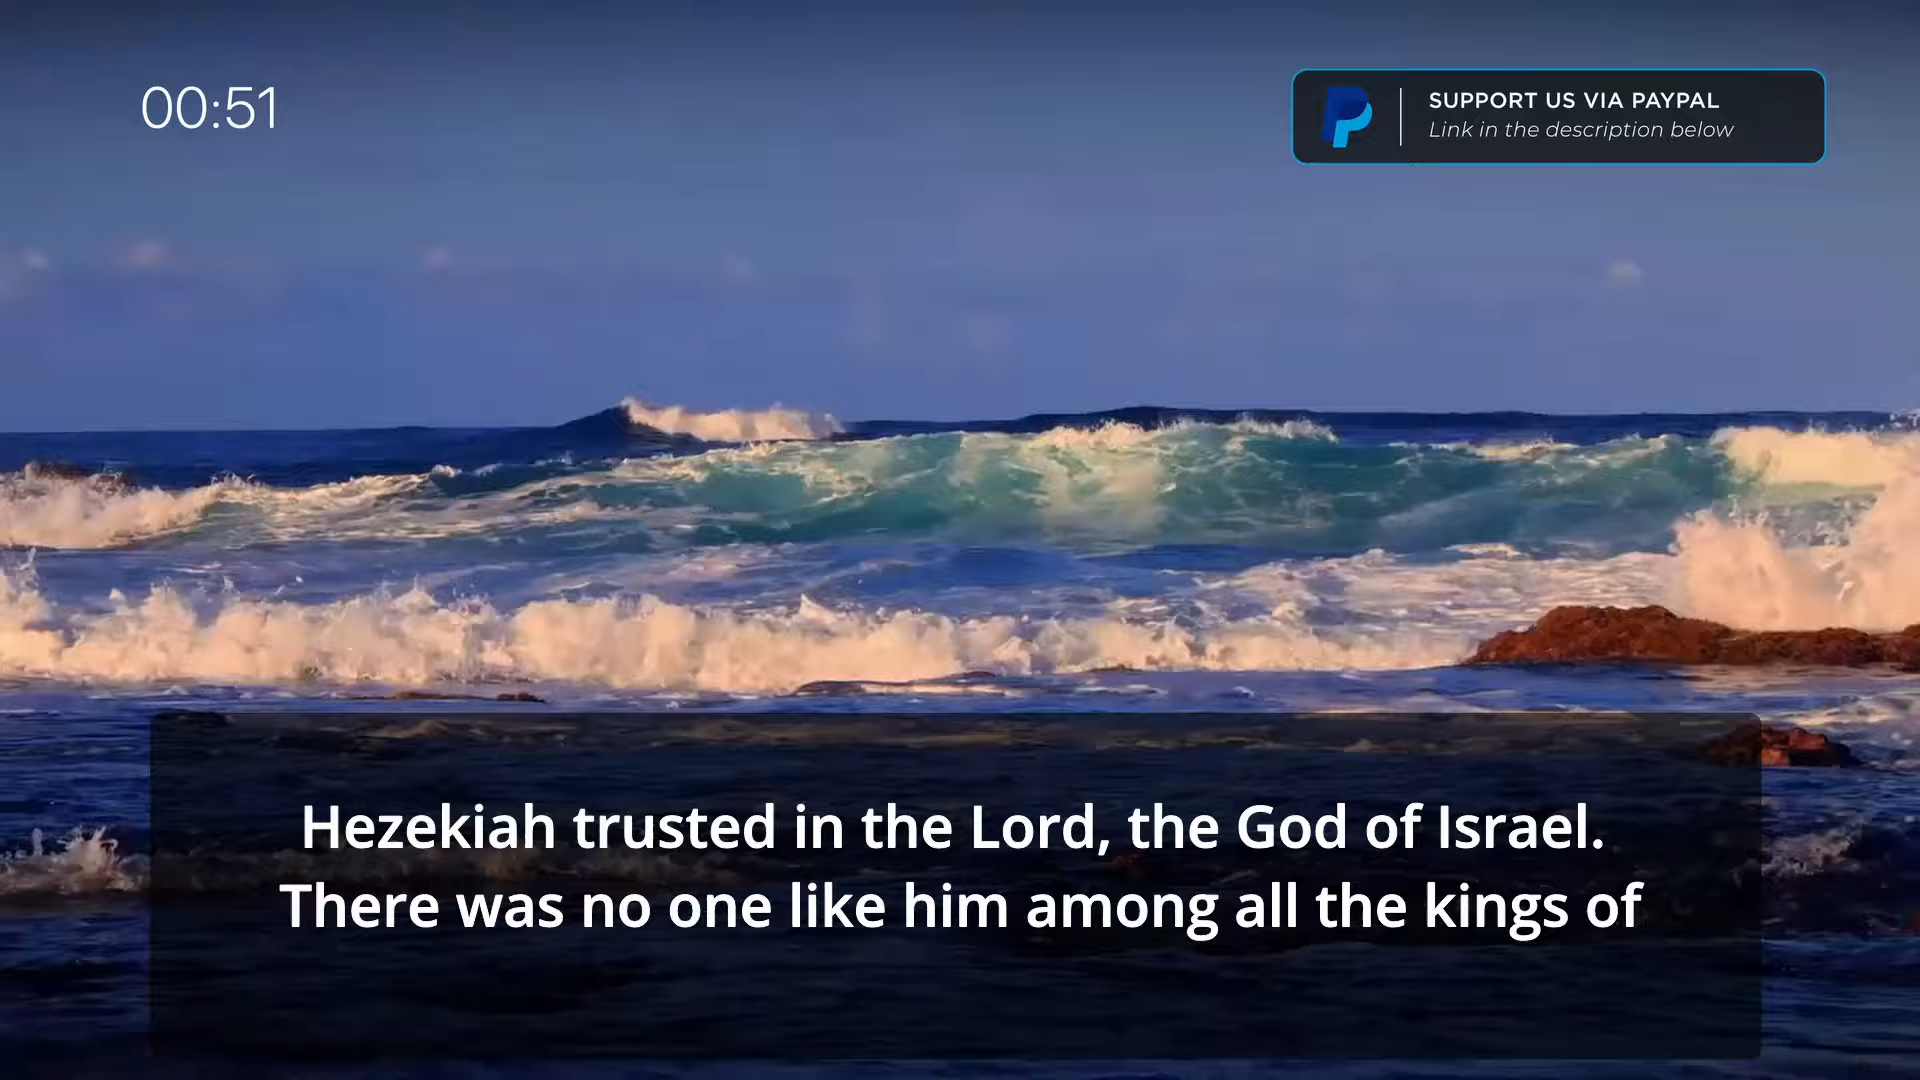 00:51
SUPPORT US VIA PAYPAL
Link in the description below
Hezekiah trusted in the Lord, the God of Israel.
There was no one like him among all the kings of